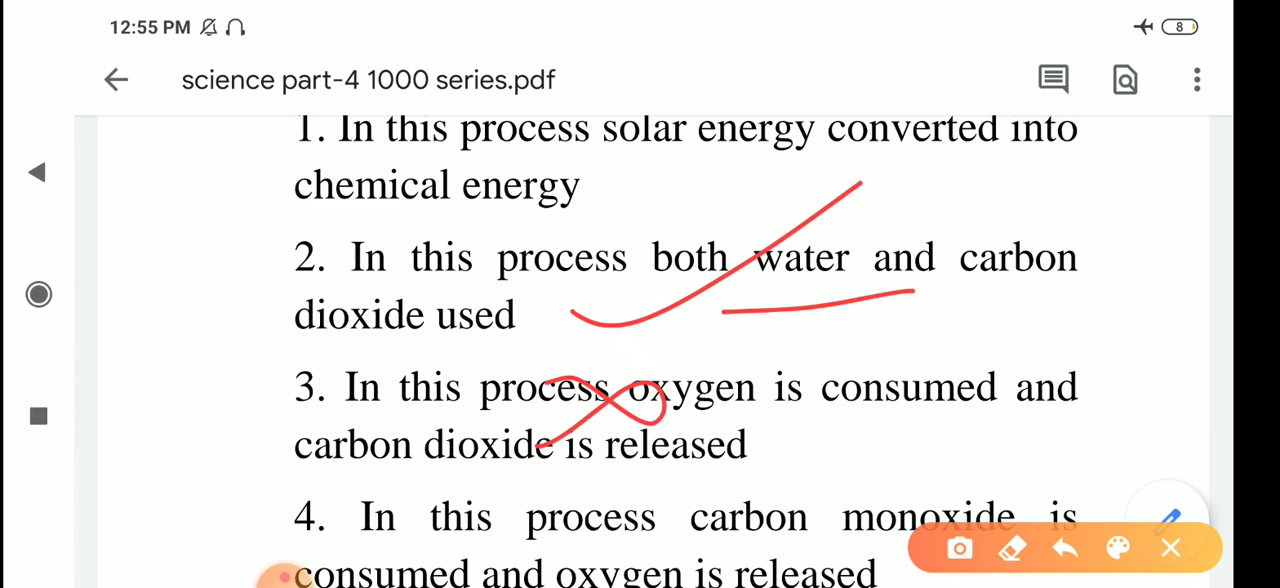 12:55 PM
8
science part-4 1000 series.pdf
1. In this process solar energy converted into
chemical energy
2. In this process both water and carbon
dioxide used
3. In this process oxygen is consumed and
carbon dioxide is released
4. In this process carbon monoxide is
consumed and oxygen is released